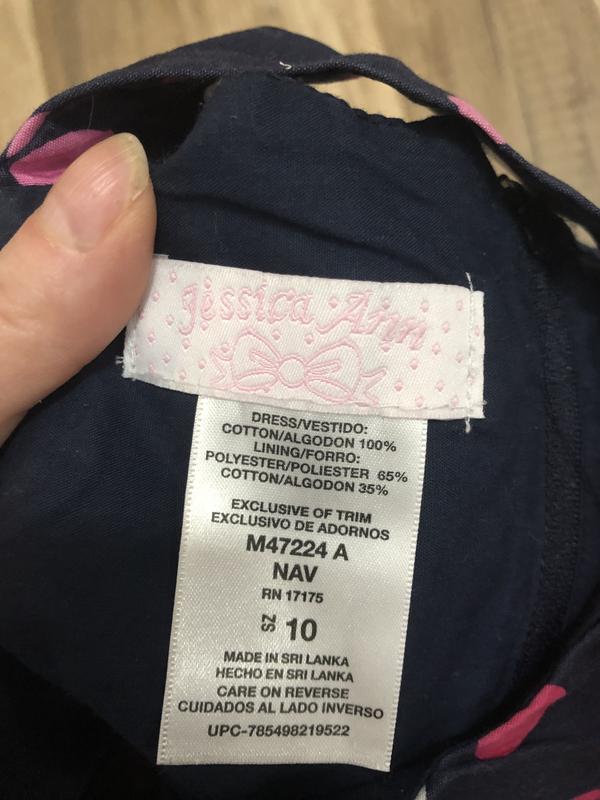 Jessica Ann
DRESS/VESTIDO:
COTTON/ALGODON 100%
LINING/FORRO:
POLYESTER/POLIESTER 65%
COTTON/ALGODON 35%
EXCLUSIVE OF TRIM
EXCLUSIVO DE ADORNOS
M47224 A
NAV
RN 17175
SZ 10
MADE IN SRI LANKA
HECHO EN SRI LANKA
CARE ON REVERSE
CUIDADOS AL LADO INVERSO
UPC-785498219522